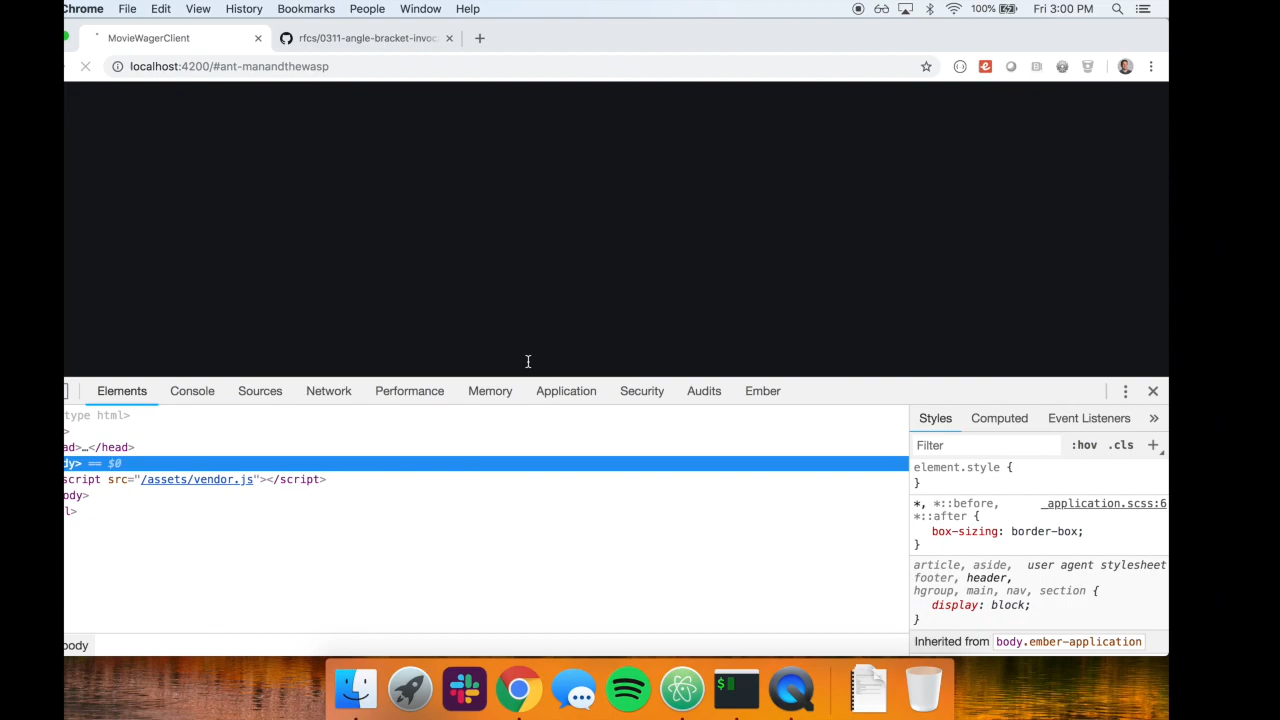 Chrome File Edit View History Bookmarks People Window Help 100% Fri 3:00 PM
MovieWagerClient rfcs/0311-angle-bracket-invoc
localhost:4200/#ant-manandthewasp
Elements Console Sources Network Performance Memory Application Security Audits Ember
type html>
>
ad>…</head>
dy> == $0
script src="/assets/vendor.js"></script>
ody>
l>
body
Styles Computed Event Listeners »
Filter :hov .cls +
element.style {
}
*, *::before, _application.scss:6
*::after {
box-sizing: border-box;
}
article, aside, user agent stylesheet
footer, header,
hgroup, main, nav, section {
display: block;
}
Inherited from body.ember-application
$